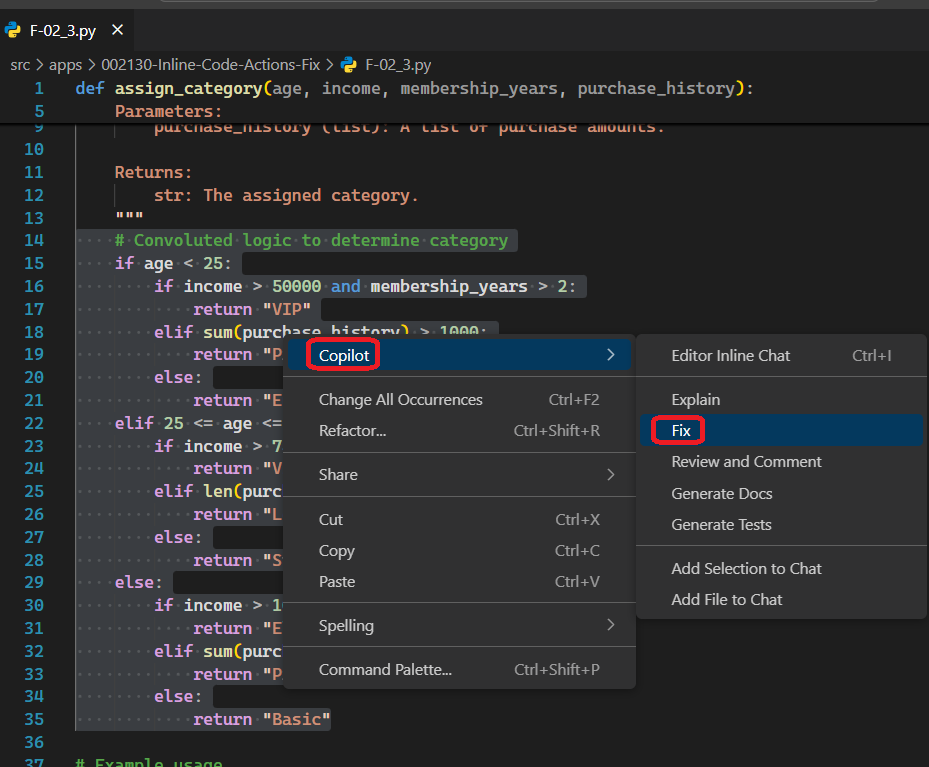 F-02_3.py
src > apps > 002130-Inline-Code-Actions-Fix > F-02_3.py
1 def assign_category(age, income, membership_years, purchase_history):
5 Parameters:
9 purchase_history (list): A list of purchase amounts.
10
11 Returns:
12 str: The assigned category.
13 """
14 # Convoluted logic to determine category
15 if age < 25:
16 if income > 50000 and membership_years > 2:
17 return "VIP"
18 elif sum(purchase_history) > 1000:
19 return "P
20 else:
21 return "E
22 elif 25 <= age <=
23 if income > 7
24 return "V
25 elif len(purc
26 return "L
27 else:
28 return "S
29 else:
30 if income > 1
31 return "E
32 elif sum(purc
33 return "P
34 else:
35 return "Basic"
36
37 # Example usage
Copilot
Change All Occurrences Ctrl+F2
Refactor... Ctrl+Shift+R
Share
Cut Ctrl+X
Copy Ctrl+C
Paste Ctrl+V
Spelling
Command Palette... Ctrl+Shift+P
Editor Inline Chat Ctrl+I
Explain
Fix
Review and Comment
Generate Docs
Generate Tests
Add Selection to Chat
Add File to Chat